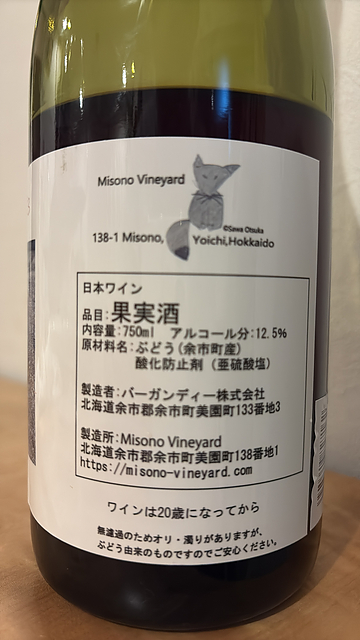 Misono Vineyard
©Sawa Otsuka
138-1 Misono, Yoichi,Hokkaido
日本ワイン
品目:果実酒
内容量:750ml アルコール分:12.5%
原材料名:ぶどう(余市町産)
酸化防止剤(亜硫酸塩)
製造者:バーガンディー株式会社
北海道余市郡余市町美園町133番地3
製造所:Misono Vineyard
北海道余市郡余市町美園町138番地1
https://misono-vineyard.com
ワインは20歳になってから
無濾過のためオリ・濁りがありますが、
ぶどう由来のものですのでご安心ください。